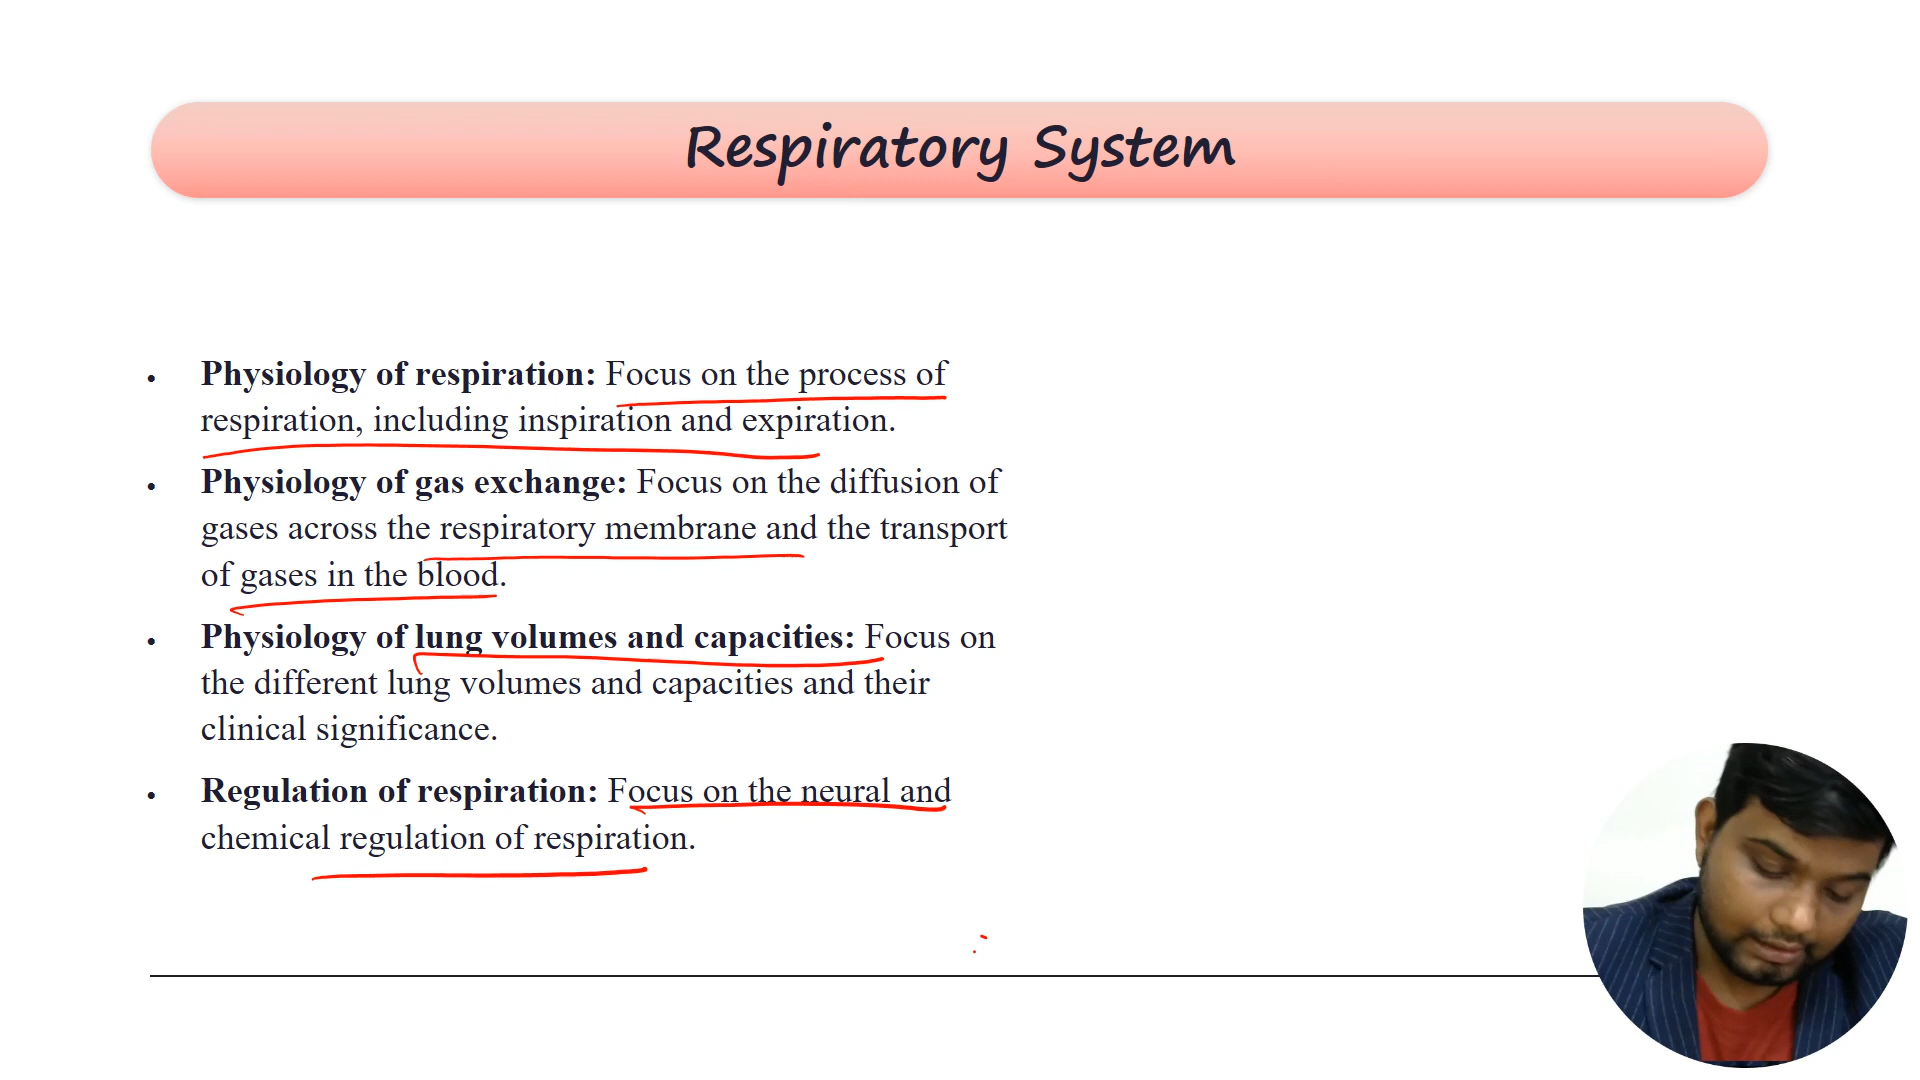 Respiratory System
• Physiology of respiration: Focus on the process of
respiration, including inspiration and expiration.
• Physiology of gas exchange: Focus on the diffusion of
gases across the respiratory membrane and the transport
of gases in the blood.
• Physiology of lung volumes and capacities: Focus on
the different lung volumes and capacities and their
clinical significance.
• Regulation of respiration: Focus on the neural and
chemical regulation of respiration.